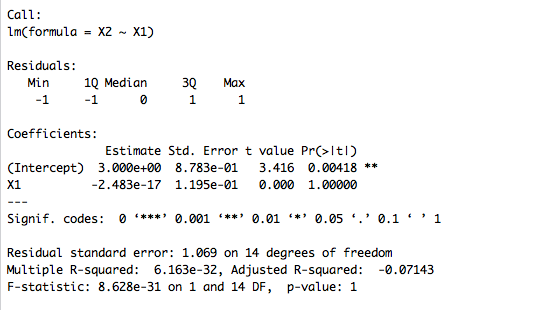 Call:
lm(formula = X2 ~ X1)
Residuals:
Min 1Q Median 3Q Max
-1 -1 0 1 1
Coefficients:
Estimate Std. Error t value Pr(>|t|)
(Intercept) 3.000e+00 8.783e-01 3.416 0.00418 **
X1 -2.483e-17 1.195e-01 0.000 1.00000
---
Signif. codes: 0 ‘***’ 0.001 ‘**’ 0.01 ‘*’ 0.05 ‘.’ 0.1 ‘ ’ 1
Residual standard error: 1.069 on 14 degrees of freedom
Multiple R-squared: 6.163e-32, Adjusted R-squared: -0.07143
F-statistic: 8.628e-31 on 1 and 14 DF, p-value: 1